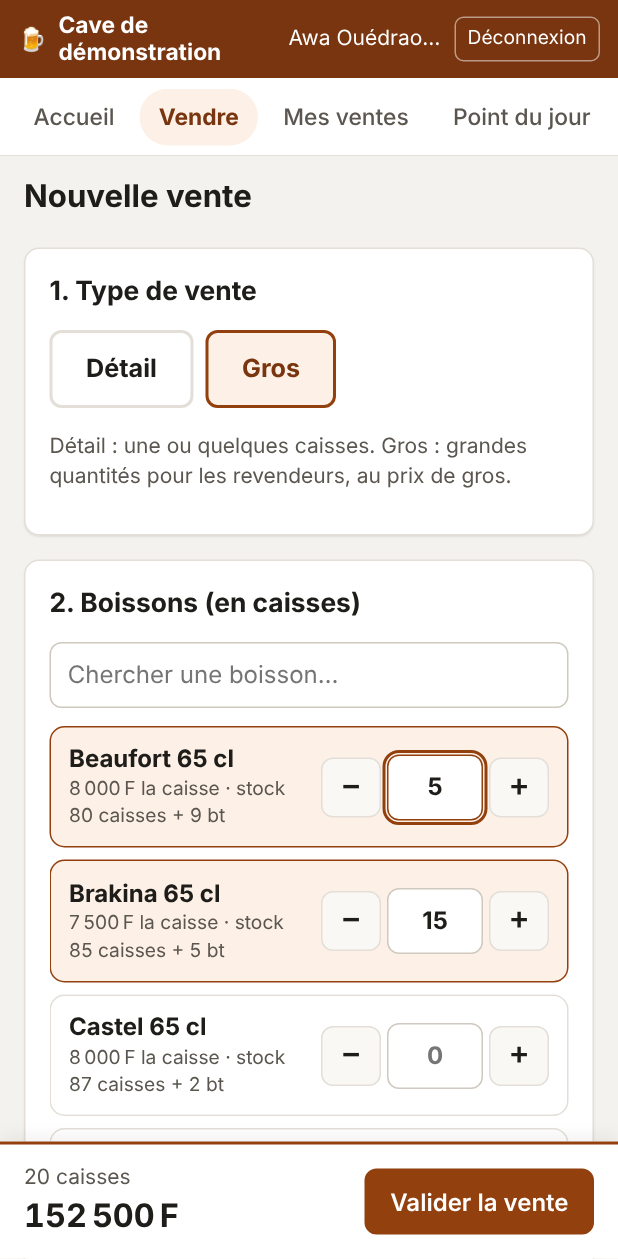 Cave de
démonstration
Awa Ouédrao...
Déconnexion
Accueil
Vendre
Mes ventes
Point du jour
Nouvelle vente
1. Type de vente
Détail
Gros
Détail : une ou quelques caisses. Gros : grandes
quantités pour les revendeurs, au prix de gros.
2. Boissons (en caisses)
Chercher une boisson...
Beaufort 65 cl
8 000 F la caisse · stock
80 caisses + 9 bt
− 5 +
Brakina 65 cl
7 500 F la caisse · stock
85 caisses + 5 bt
− 15 +
Castel 65 cl
8 000 F la caisse · stock
87 caisses + 2 bt
− 0 +
20 caisses
152 500 F
Valider la vente